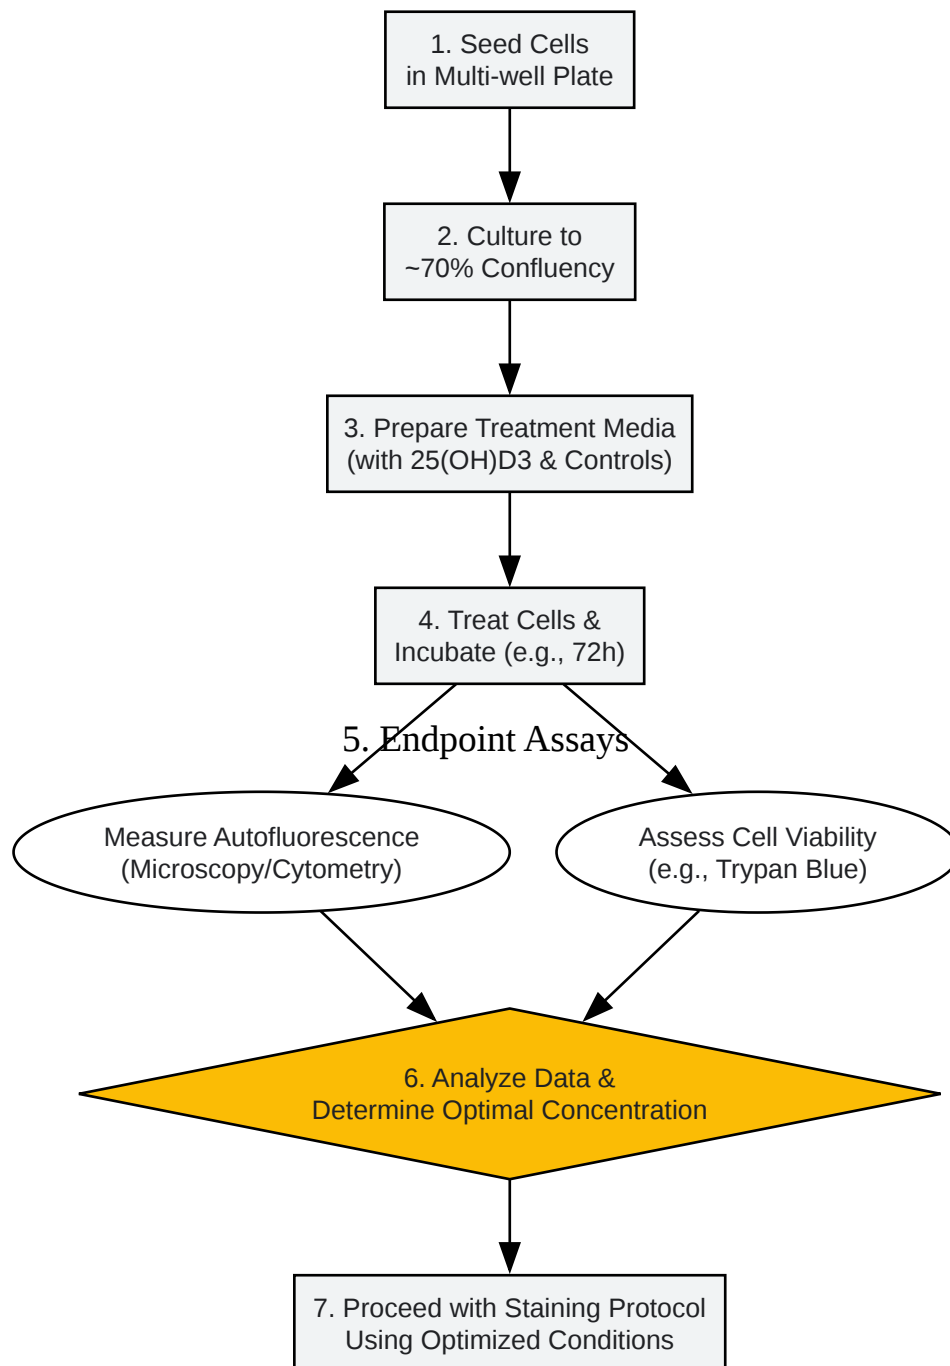 1. Seed Cells
in Multi-well Plate
2. Culture to
~70% Confluency
3. Prepare Treatment Media
(with 25(OH)D3 & Controls)
4. Treat Cells &
Incubate (e.g., 72h)
5. Endpoint Assays
Measure Autofluorescence
(Microscopy/Cytometry)
Assess Cell Viability
(e.g., Trypan Blue)
6. Analyze Data &
Determine Optimal Concentration
7. Proceed with Staining Protocol
Using Optimized Conditions